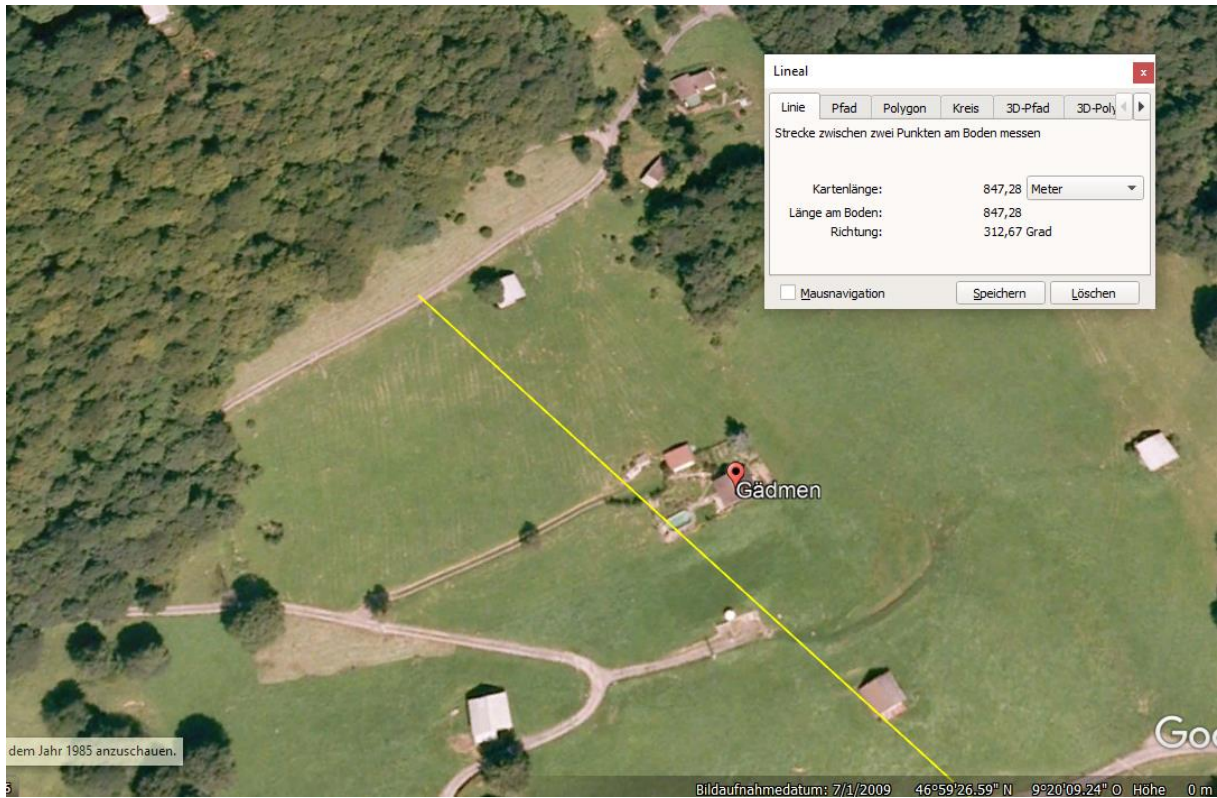 Lineal
x
Linie Pfad Polygon Kreis 3D-Pfad 3D-Poly
Strecke zwischen zwei Punkten am Boden messen
Kartenlänge: 847,28 Meter
Länge am Boden: 847,28
Richtung: 312,67 Grad
Mausnavigation Speichern Löschen
Gädmen
Goo
dem Jahr 1985 anzuschauen.
Bildaufnahmedatum: 7/1/2009 46°59'26.59" N 9°20'09.24" O Höhe 0 m